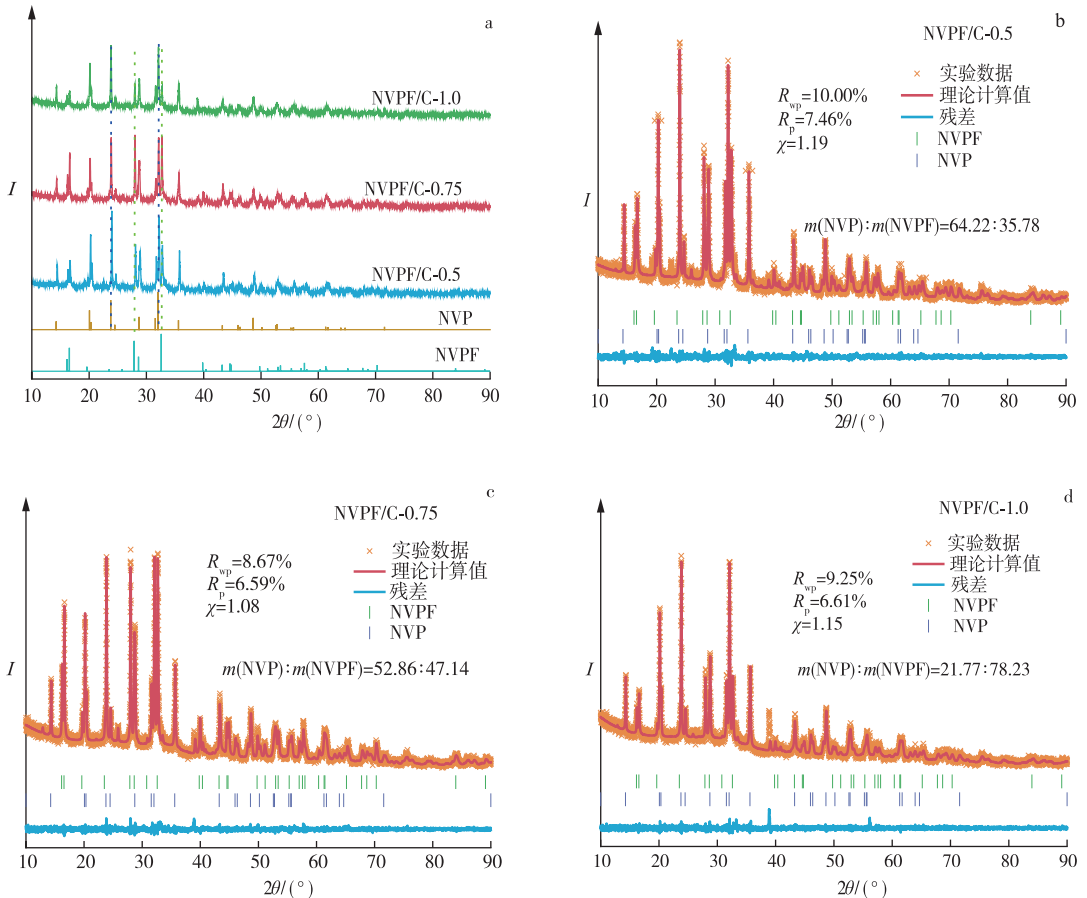 a
NVPF/C-1.0
NVPF/C-0.75
NVPF/C-0.5
NVP
NVPF
I
10 20 30 40 50 60 70 80 90
2θ/(°)
b
NVPF/C-0.5
实验数据
理论计算值
残差
NVPF
NVP
Rwp=10.00%
Rp=7.46%
χ=1.19
m(NVP):m(NVPF)=64.22:35.78
I
10 20 30 40 50 60 70 80 90
2θ/(°)
c
NVPF/C-0.75
实验数据
理论计算值
残差
NVPF
NVP
Rwp=8.67%
Rp=6.59%
χ=1.08
m(NVP):m(NVPF)=52.86:47.14
I
10 20 30 40 50 60 70 80 90
2θ/(°)
d
NVPF/C-1.0
实验数据
理论计算值
残差
NVPF
NVP
Rwp=9.25%
Rp=6.61%
χ=1.15
m(NVP):m(NVPF)=21.77:78.23
I
10 20 30 40 50 60 70 80 90
2θ/(°)